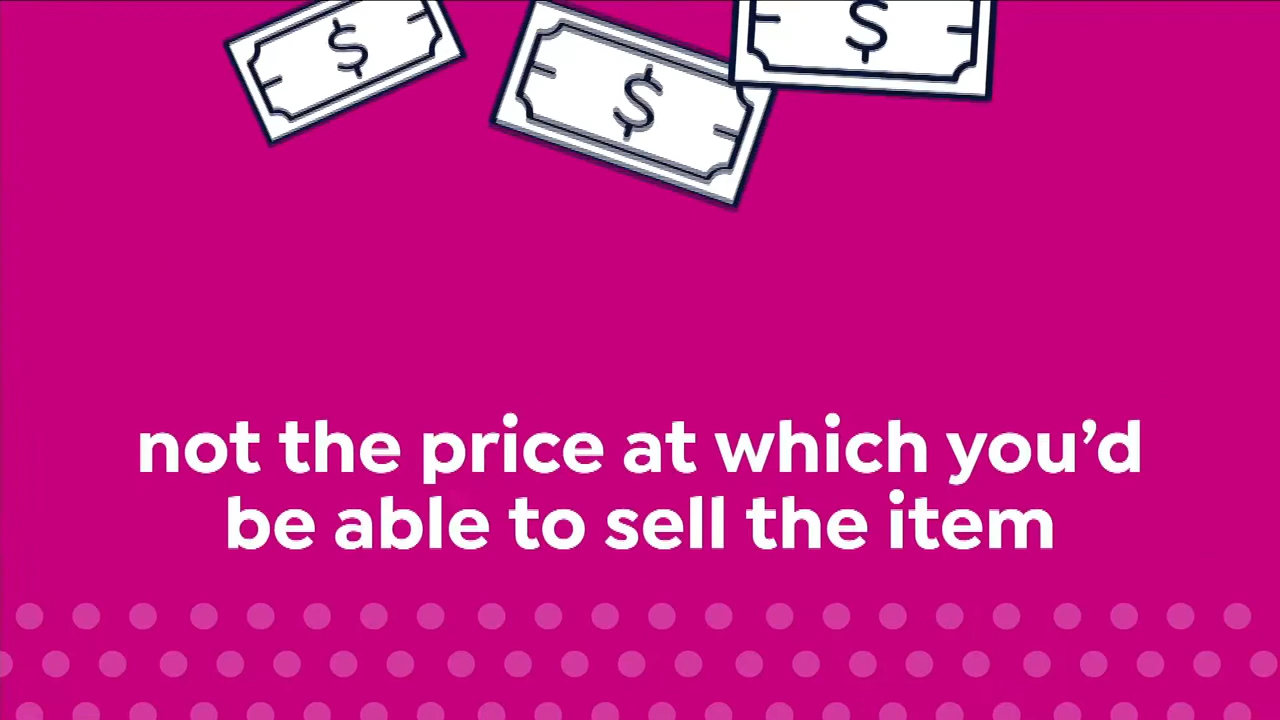 $ $ $
not the price at which you’d
be able to sell the item